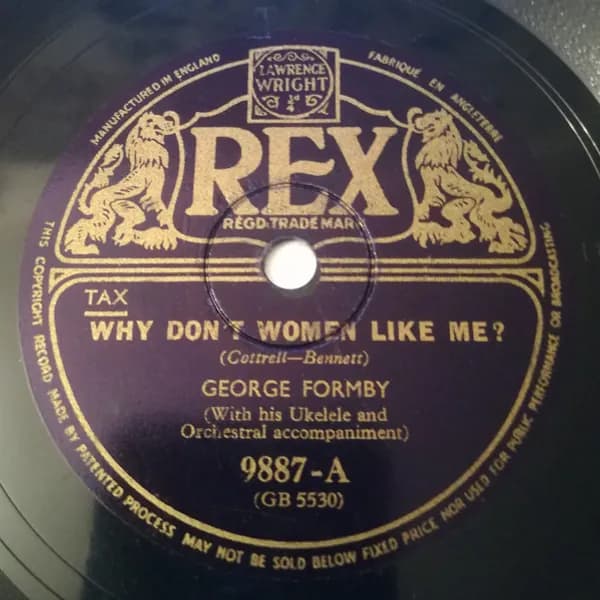 MANUFACTURED IN ENGLAND
LAWRENCE
WRIGHT
FABRIQUÉ EN ANGLETERRE
REX
REGD·TRADE MARK
TAX
WHY DON'T WOMEN LIKE ME?
(Cottrell—Bennett)
GEORGE FORMBY
(With his Ukelele and
Orchestral accompaniment)
9887-A
(GB 5530)
THIS COPYRIGHT RECORD MADE BY PATENTED PROCESS MAY NOT BE SOLD BELOW FIXED PRICE NOR USED FOR PUBLIC PERFORMANCE OR BROADCASTING